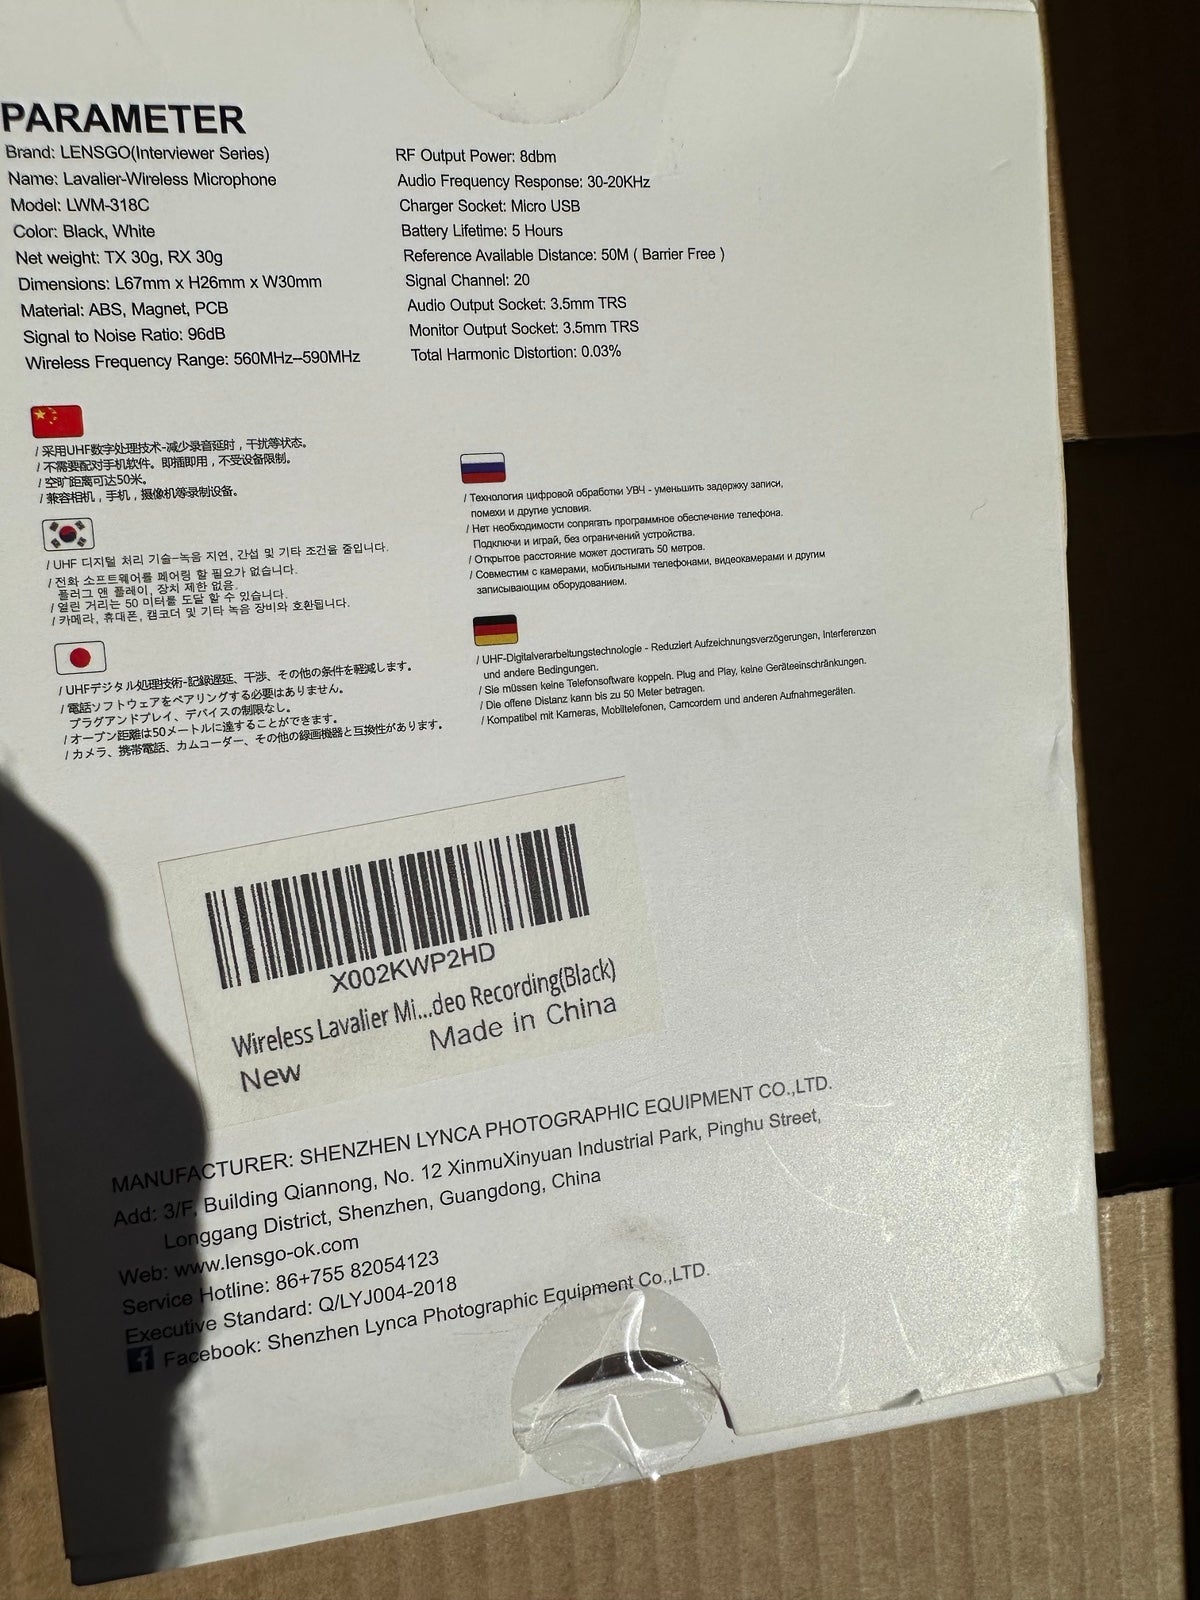 PARAMETER
Brand: LENSGO(Interviewer Series)
Name: Lavalier-Wireless Microphone
Model: LWM-318C
Color: Black, White
Net weight: TX 30g, RX 30g
Dimensions: L67mm x H26mm x W30mm
Material: ABS, Magnet, PCB
Signal to Noise Ratio: 96dB
Wireless Frequency Range: 560MHz–590MHz
RF Output Power: 8dbm
Audio Frequency Response: 30-20KHz
Charger Socket: Micro USB
Battery Lifetime: 5 Hours
Reference Available Distance: 50M ( Barrier Free )
Signal Channel: 20
Audio Output Socket: 3.5mm TRS
Monitor Output Socket: 3.5mm TRS
Total Harmonic Distortion: 0.03%
/ 采用UHF数字处理技术-减少录音延时，干扰等状态。
/ 不需要配对手机软件。即插即用，不受设备限制。
/ 空旷距离可达50米。
/ 兼容相机，手机，摄像机等录制设备。
/ UHF 디지털 처리 기술–녹음 지연, 간섭 및 기타 조건을 줄입니다.
/ 전화 소프트웨어를 페어링 할 필요가 없습니다.
플러그 앤 플레이, 장치 제한 없음.
/ 열린 거리는 50 미터를 도달 할 수 있습니다.
/ 카메라, 휴대폰, 캠코더 및 기타 녹음 장비와 호환됩니다.
/ UHFデジタル処理技術-記録遅延、干渉、その他の条件を軽減します。
/ 電話ソフトウェアをペアリングする必要はありません。
プラグアンドプレイ、デバイスの制限なし。
/ オープン距離は50メートルに達することができます。
/ カメラ、携帯電話、カムコーダー、その他の録画機器と互換性があります。
/ Технология цифровой обработки УВЧ - уменьшить задержку записи,
помехи и другие условия.
/ Нет необходимости сопрягать программное обеспечение телефона.
Подключи и играй, без ограничений устройства.
/ Открытое расстояние может достигать 50 метров.
/ Совместим с камерами, мобильными телефонами, видеокамерами и другим
записывающим оборудованием.
/ UHF-Digitalverarbeitungstechnologie - Reduziert Aufzeichnungsverzögerungen, Interferenzen
und andere Bedingungen.
/ Sie müssen keine Telefonsoftware koppeln. Plug and Play, keine Geräteeinschränkungen.
/ Die offene Distanz kann bis zu 50 Meter betragen.
/ Kompatibel mit Kameras, Mobiltelefonen, Camcordern und anderen Aufnahmegeräten.
X002KWP2HD
Wireless Lavalier Mi...deo Recording(Black)
New
Made in China
MANUFACTURER: SHENZHEN LYNCA PHOTOGRAPHIC EQUIPMENT CO.,LTD.
Add: 3/F, Building Qiannong, No. 12 XinmuXinyuan Industrial Park, Pinghu Street,
Longgang District, Shenzhen, Guangdong, China
Web: www.lensgo-ok.com
Service Hotline: 86+755 82054123
Executive Standard: Q/LYJ004-2018
Facebook: Shenzhen Lynca Photographic Equipment Co.,LTD.